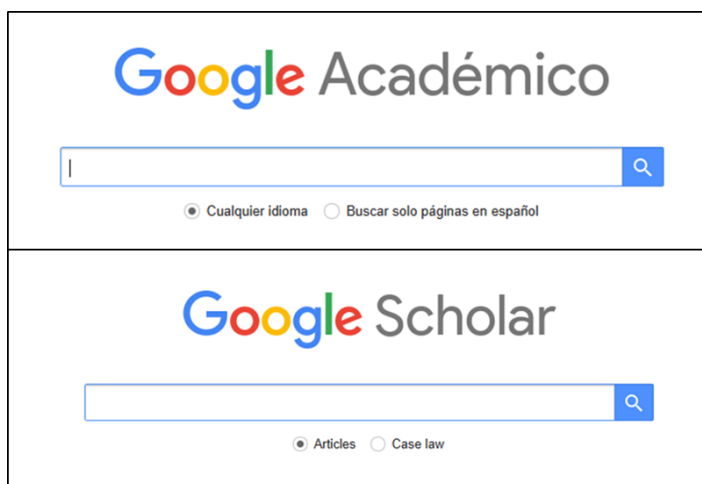 Google Académico
Cualquier idioma Buscar solo páginas en español
Google Scholar
Articles Case law